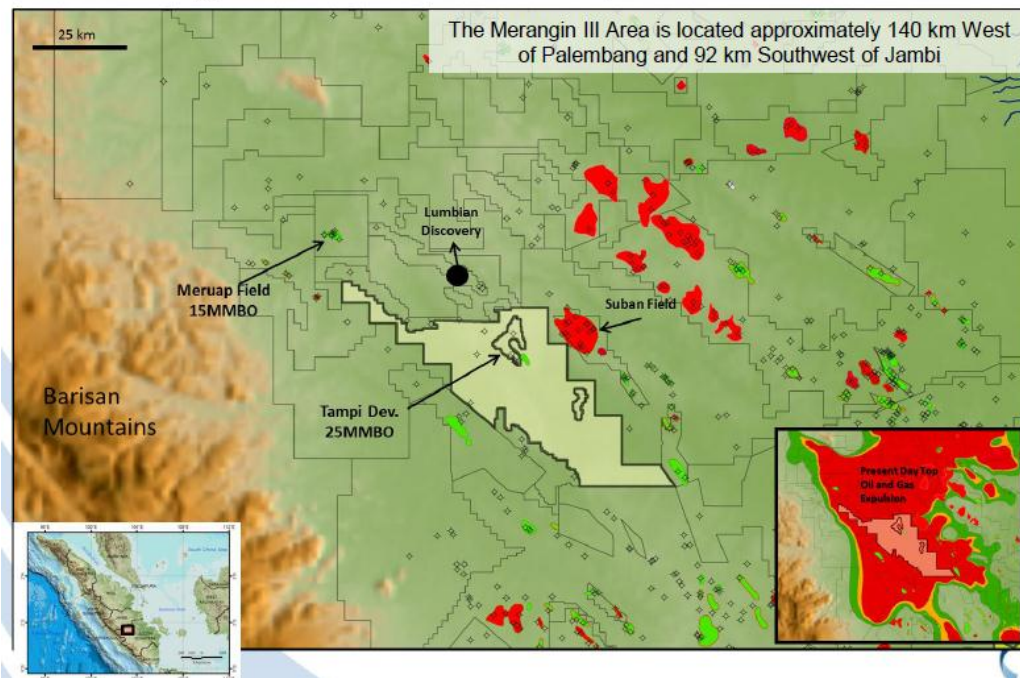 25 km
The Merangin III Area is located approximately 140 km West
of Palembang and 92 km Southwest of Jambi
Lumbian
Discovery
Meruap Field
15MMBO
Suban Field
Barisan
Mountains
Tampi Dev.
25MMBO
Present Day Top
Oil and Gas
Expulsion